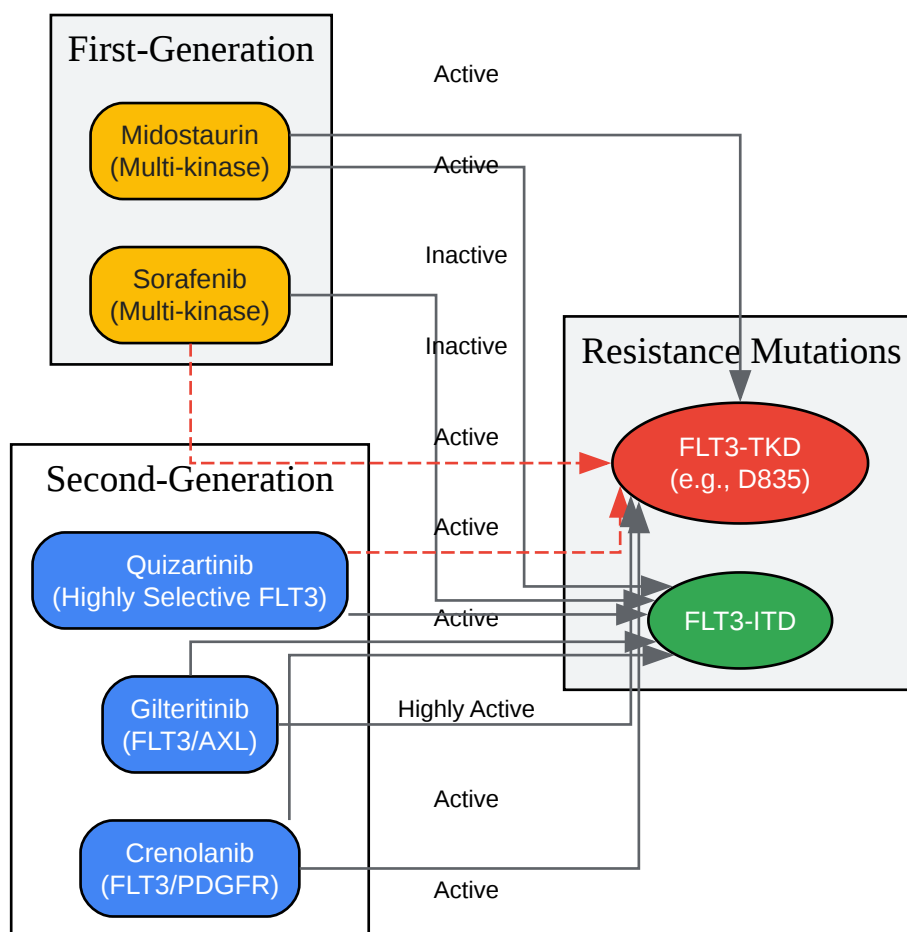 First-Generation
Midostaurin
(Multi-kinase)
Sorafenib
(Multi-kinase)
Active
Active
Inactive
Inactive
Active
Active
Active
Highly Active
Active
Active
Resistance Mutations
FLT3-TKD
(e.g., D835)
FLT3-ITD
Second-Generation
Quizartinib
(Highly Selective FLT3)
Gilteritinib
(FLT3/AXL)
Crenolanib
(FLT3/PDGFR)